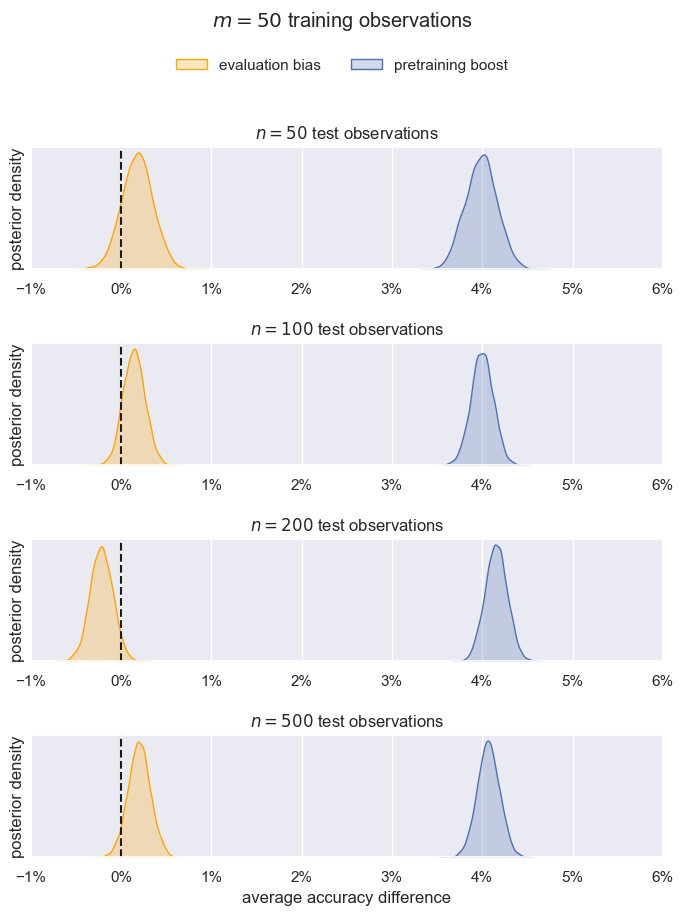 m = 50 training observations
evaluation bias pretraining boost
n = 50 test observations
posterior density
−1% 0% 1% 2% 3% 4% 5% 6%
n = 100 test observations
posterior density
−1% 0% 1% 2% 3% 4% 5% 6%
n = 200 test observations
posterior density
−1% 0% 1% 2% 3% 4% 5% 6%
n = 500 test observations
posterior density
−1% 0% 1% 2% 3% 4% 5% 6%
average accuracy difference